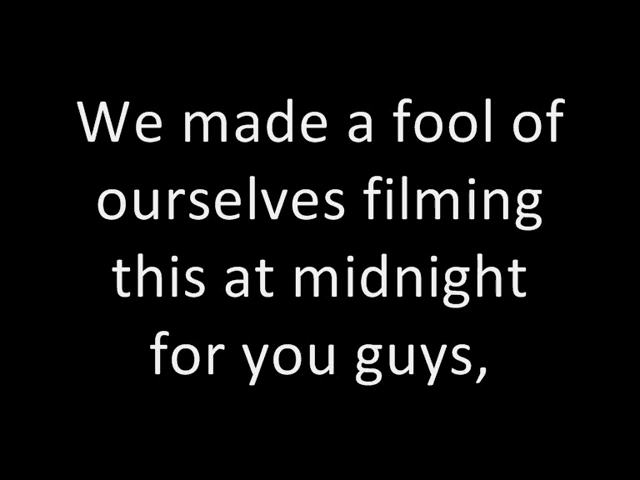 We made a fool of
ourselves filming
this at midnight
for you guys,